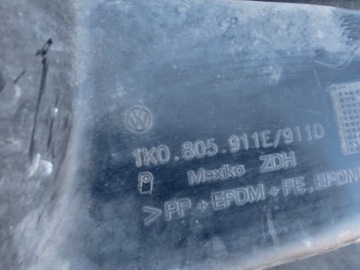 1K0.805.911E/911D
Mexiko ZDH
>PP+EPDM+PE,EPDM